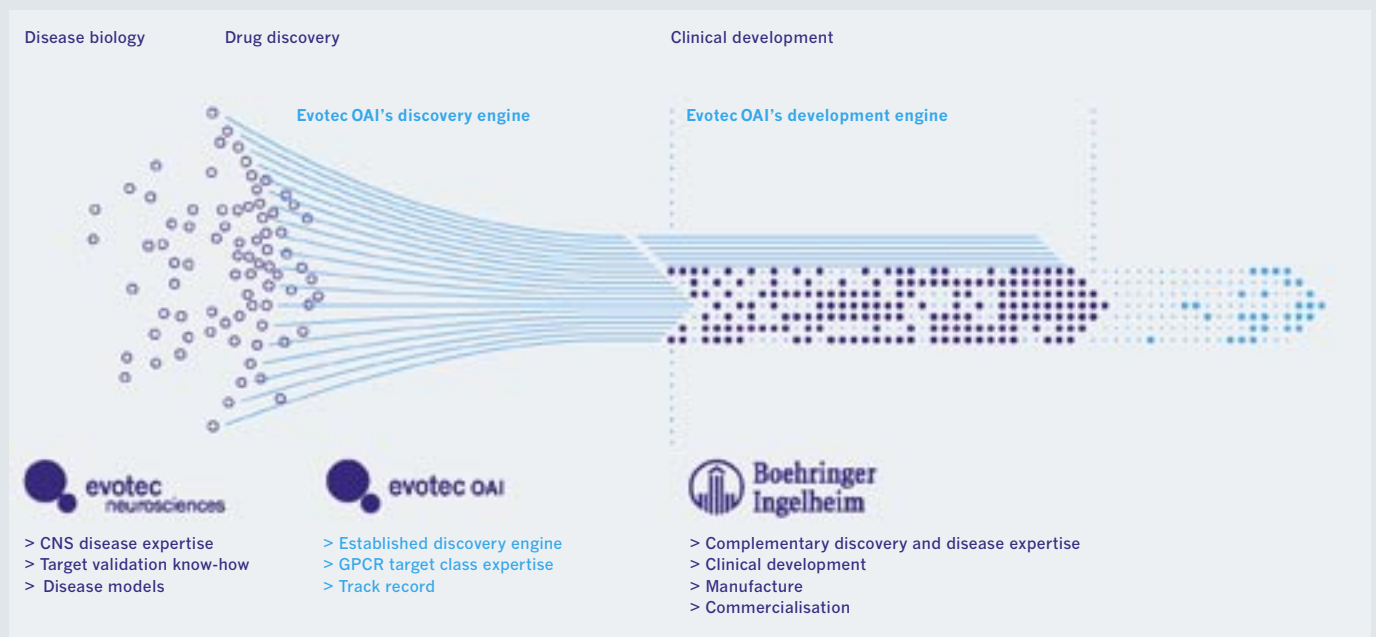 Disease biology
Drug discovery
Clinical development
Evotec OAI's discovery engine
Evotec OAI's development engine
evotec
neurosciences
evotec OAI
Boehringer
Ingelheim
> CNS disease expertise
> Target validation know-how
> Disease models
> Established discovery engine
> GPCR target class expertise
> Track record
> Complementary discovery and disease expertise
> Clinical development
> Manufacture
> Commercialisation